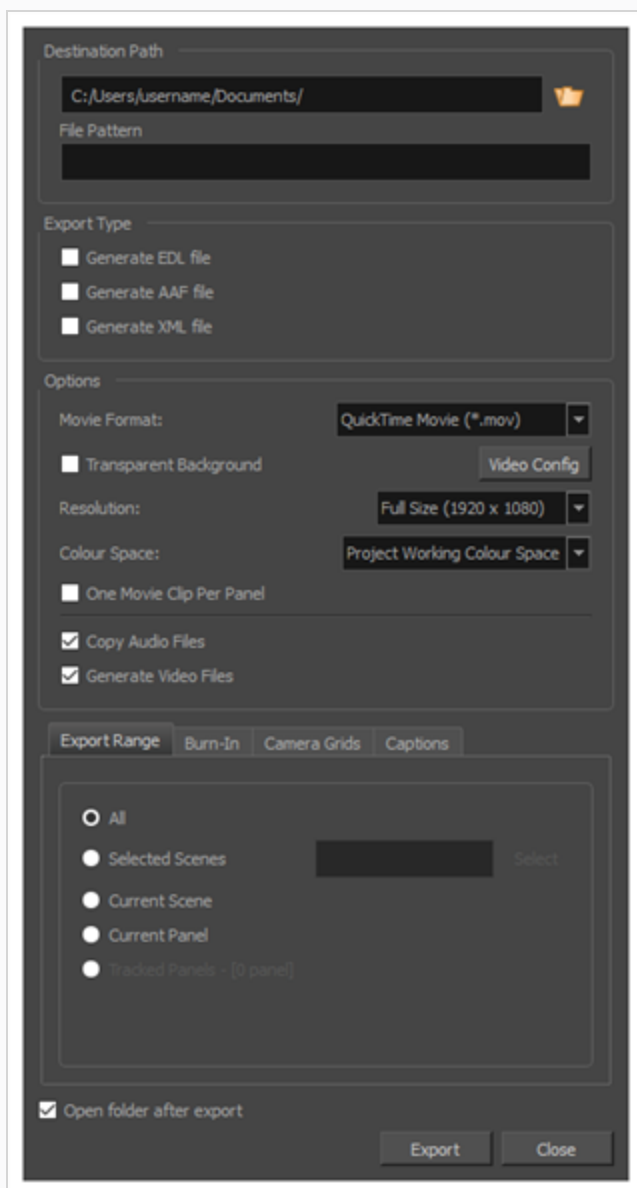 Destination Path
C:/Users/username/Documents/
File Pattern
Export Type
Generate EDL file
Generate AAF file
Generate XML file
Options
Movie Format: QuickTime Movie (*.mov)
Transparent Background Video Config
Resolution: Full Size (1920 x 1080)
Colour Space: Project Working Colour Space
One Movie Clip Per Panel
Copy Audio Files
Generate Video Files
Export Range Burn-In Camera Grids Captions
All
Selected Scenes Select
Current Scene
Current Panel
Tracked Panels - [0 panel]
Open folder after export
Export Close